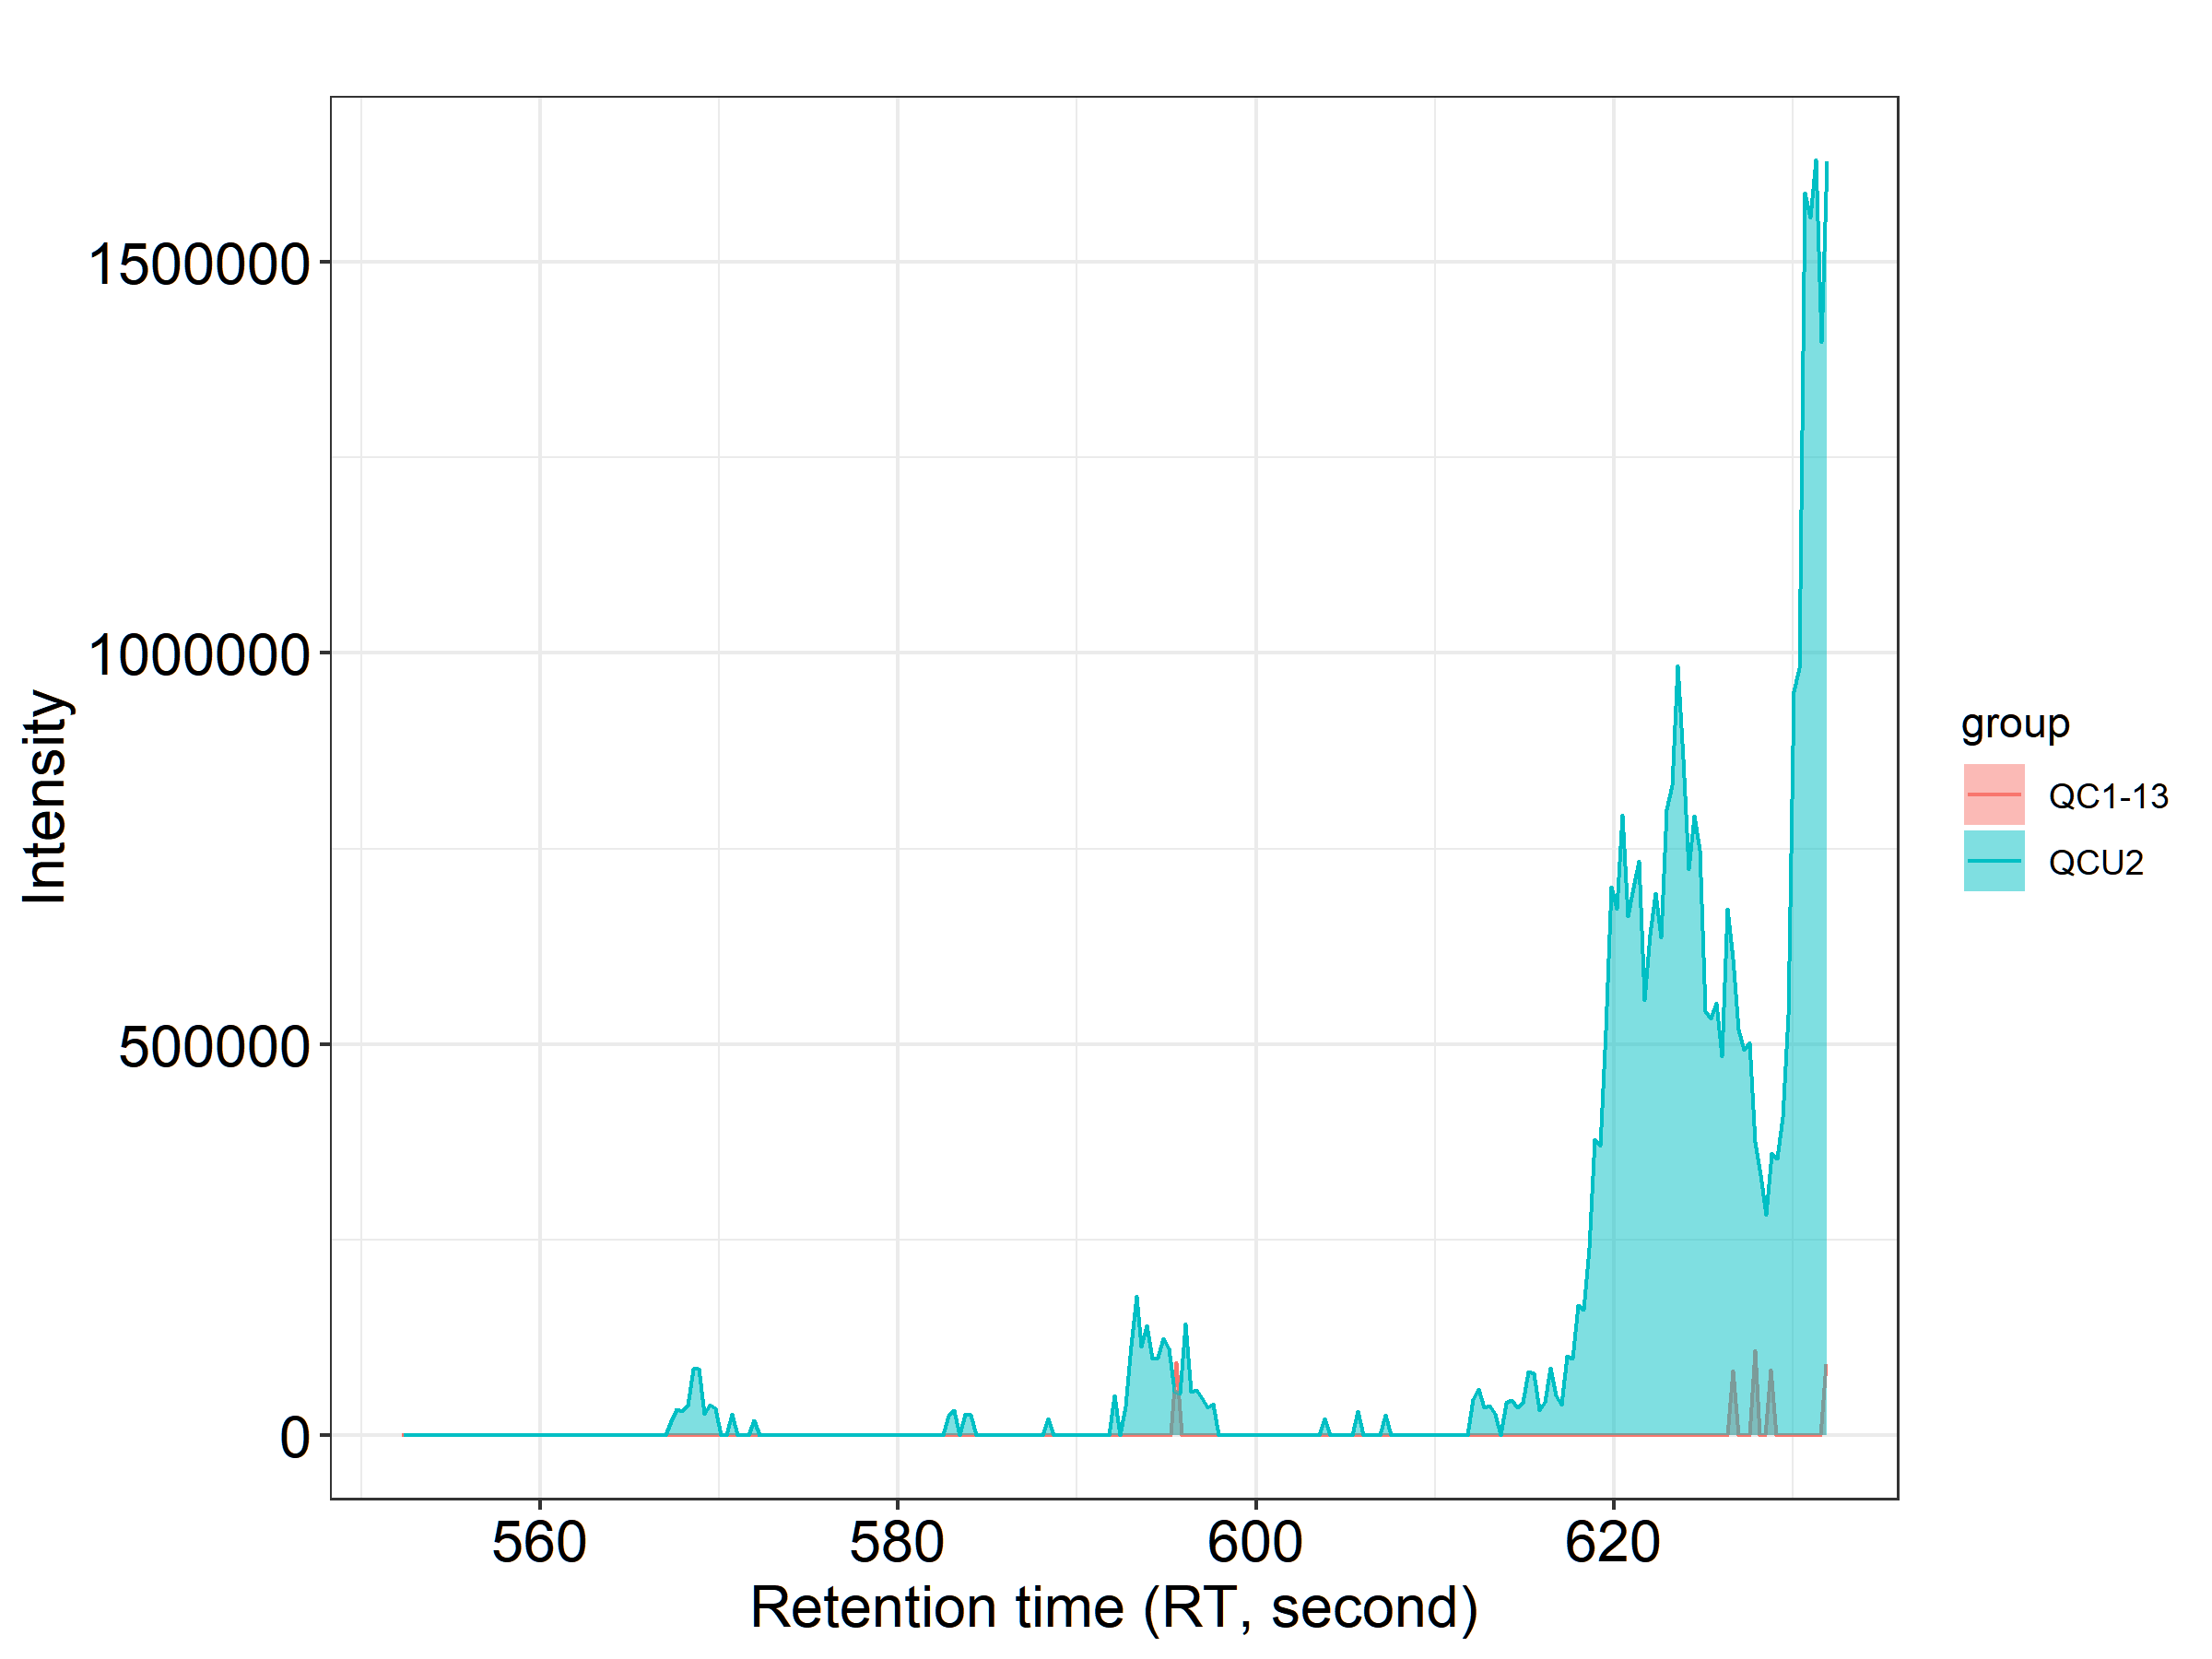 Intensity
1500000
1000000
500000
0
560 580 600 620
Retention time (RT, second)
group
QC1-13
QCU2